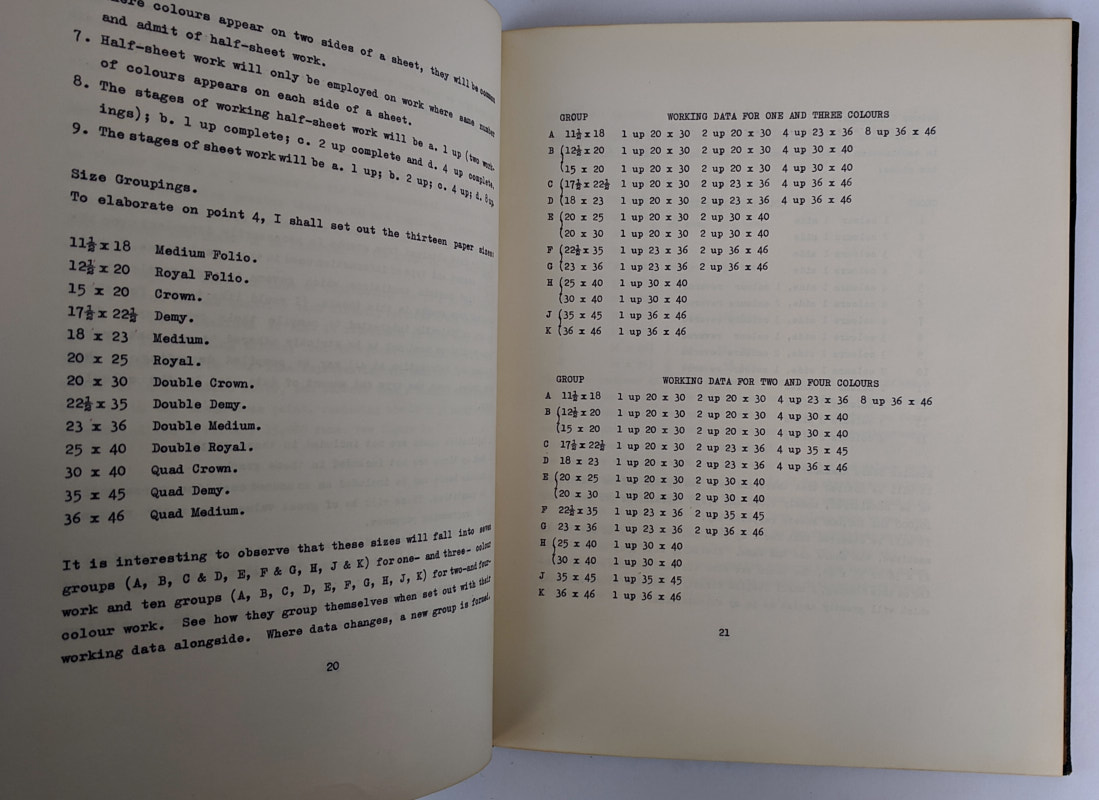 ere colours appear on two sides of a sheet, they will be common
and admit of half-sheet work.
7. Half-sheet work will only be employed on work where same number
of colours appears on each side of a sheet.
8. The stages of working half-sheet work will be a. 1 up (two work-
ings); b. 1 up complete; c. 2 up complete and d. 4 up complete.
9. The stages of sheet work will be a. 1 up; b. 2 up; c. 4 up; d. 8 up
Size Groupings.
To elaborate on point 4, I shall set out the thirteen paper sizes:
11½ x 18 Medium Folio.
12½ x 20 Royal Folio.
15 x 20 Crown.
17½ x 22½ Demy.
18 x 23 Medium.
20 x 25 Royal.
20 x 30 Double Crown.
22½ x 35 Double Demy.
23 x 36 Double Medium.
25 x 40 Double Royal.
30 x 40 Quad Crown.
35 x 45 Quad Demy.
36 x 46 Quad Medium.
It is interesting to observe that these sizes will fall into seven
groups (A, B, C & D, E, F & G, H, J & K) for one- and three- colour
work and ten groups (A, B, C, D, E, F, G, H, J, K) for two-and four-
colour work. See how they group themselves when set out with their
working data alongside. Where data changes, a new group is formed.
20
GROUP WORKING DATA FOR ONE AND THREE COLOURS
A 11½ x 18 1 up 20 x 30 2 up 20 x 30 4 up 23 x 36 8 up 36 x 46
B (12½ x 20 1 up 20 x 30 2 up 20 x 30 4 up 30 x 40
(15 x 20 1 up 20 x 30 2 up 20 x 30 4 up 30 x 40
C (17½ x 22½ 1 up 20 x 30 2 up 23 x 36 4 up 36 x 46
D (18 x 23 1 up 20 x 30 2 up 23 x 36 4 up 36 x 46
E (20 x 25 1 up 20 x 30 2 up 30 x 40
(20 x 30 1 up 20 x 30 2 up 30 x 40
F (22½ x 35 1 up 23 x 36 2 up 36 x 46
G (23 x 36 1 up 23 x 36 2 up 36 x 46
H (25 x 40 1 up 30 x 40
(30 x 40 1 up 30 x 40
J (35 x 45 1 up 36 x 46
K (36 x 46 1 up 36 x 46
GROUP WORKING DATA FOR TWO AND FOUR COLOURS
A 11½ x 18 1 up 20 x 30 2 up 20 x 30 4 up 23 x 36 8 up 36 x 46
B (12½ x 20 1 up 20 x 30 2 up 20 x 30 4 up 30 x 40
(15 x 20 1 up 20 x 30 2 up 20 x 30 4 up 30 x 40
C 17½ x 22½ 1 up 20 x 30 2 up 23 x 36 4 up 35 x 45
D 18 x 23 1 up 20 x 30 2 up 23 x 36 4 up 36 x 46
E (20 x 25 1 up 20 x 30 2 up 30 x 40
(20 x 30 1 up 20 x 30 2 up 30 x 40
F 22½ x 35 1 up 23 x 36 2 up 35 x 45
G 23 x 36 1 up 23 x 36 2 up 36 x 46
H (25 x 40 1 up 30 x 40
(30 x 40 1 up 30 x 40
J 35 x 45 1 up 35 x 45
K 36 x 46 1 up 36 x 46
21